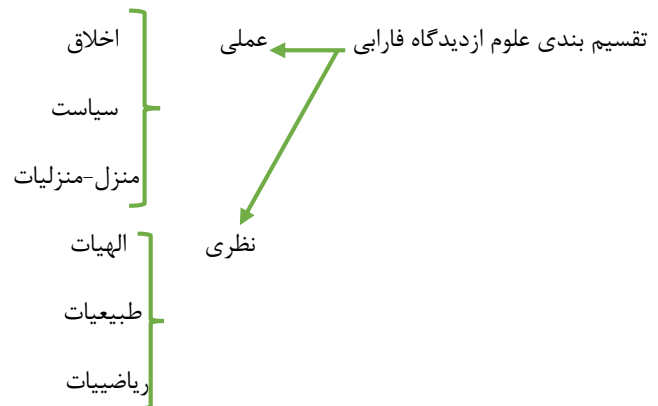 تقسیم بندی علوم ازدیدگاه فارابی عملی اخلاق
سیاست
منزل-منزلیات
نظری الهیات
طبیعیات
ریاضییات